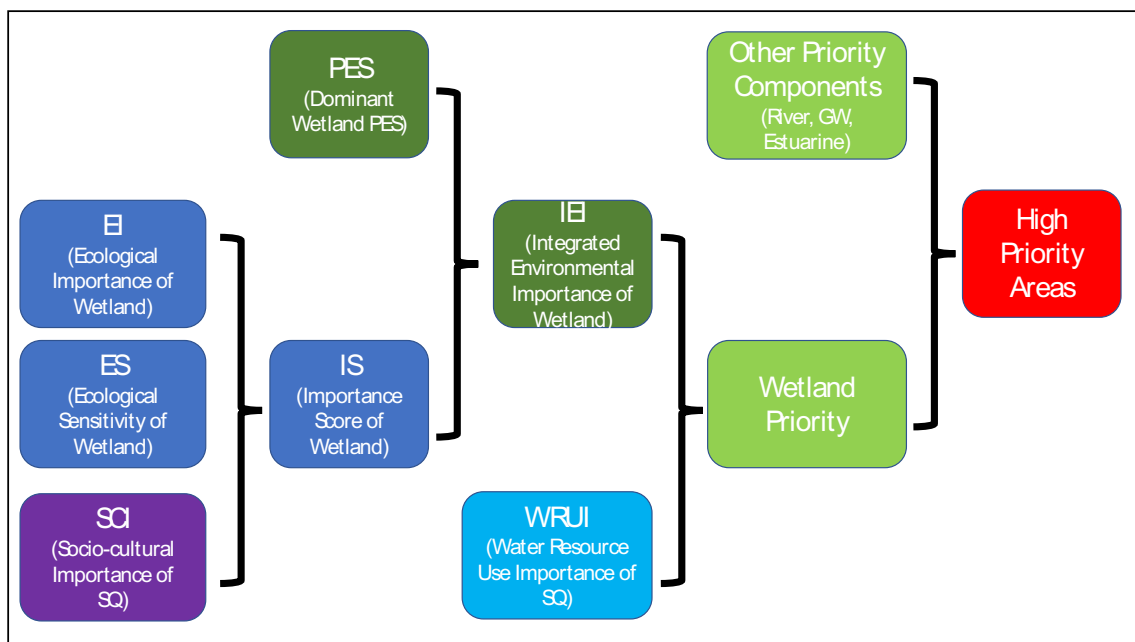 PES
(Dominant
Wetland PES)
Other Priority
Components
(River, GW,
Estuarine)
EI
(Ecological
Importance of
Wetland)
IEI
(Integrated
Environmental
Importance of
Wetland)
High
Priority
Areas
ES
(Ecological
Sensitivity of
Wetland)
IS
(Importance
Score of
Wetland)
Wetland
Priority
SCI
(Socio-cultural
Importance of
SQ)
WRUI
(Water Resource
Use Importance of
SQ)